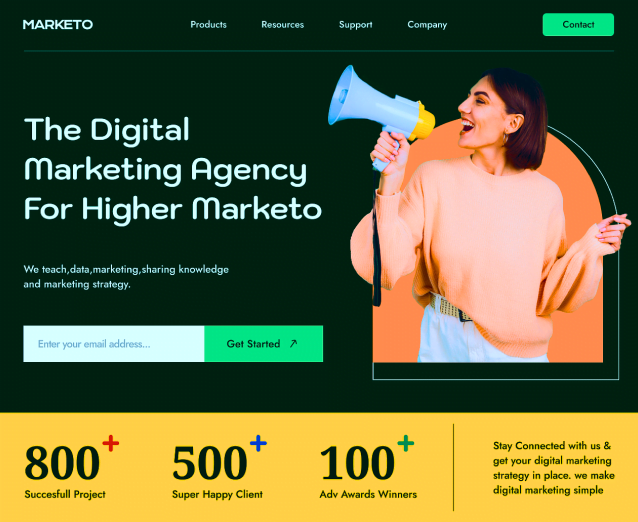 MARKETO
Products
Resources
Support
Company
Contact
The Digital
Marketing Agency
For Higher Marketo
We teach,data,marketing,sharing knowledge
and marketing strategy.
Enter your email address...
Get Started
800+
Succesfull Project
500+
Super Happy Client
100+
Adv Awards Winners
Stay Connected with us &
get your digital marketing
strategy in place. we make
digital marketing simple